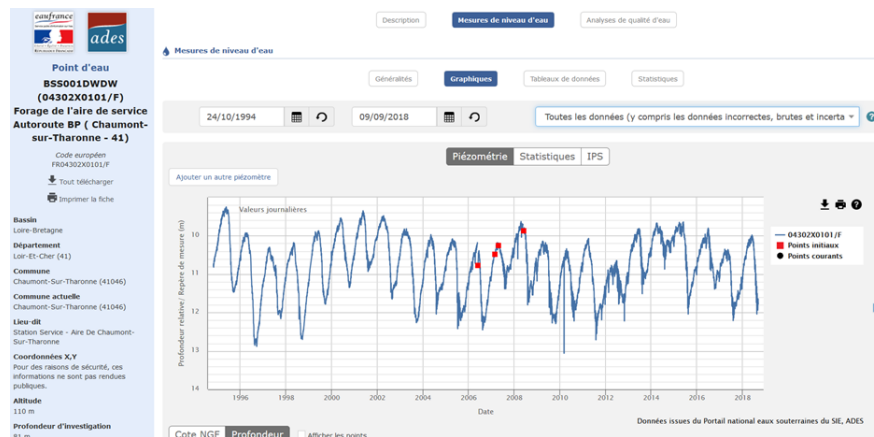 eaufrance
ades
Point d'eau
BSS001DWDW
(04302X0101/F)
Forage de l'aire de service
Autoroute BP ( Chaumont-
sur-Tharonne - 41)
Code européen
FR04302X0101/F
Tout télécharger
Imprimer la fiche
Bassin
Loire-Bretagne
Département
Loir-Et-Cher (41)
Commune
Chaumont-Sur-Tharonne (41046)
Commune actuelle
Chaumont-Sur-Tharonne (41046)
Lieu-dit
Station Service - Aire De Chaumont-
Sur-Tharonne
Coordonnées X,Y
Pour des raisons de sécurité, ces
informations ne sont pas rendues
publiques.
Altitude
110 m
Profondeur d'investigation
81 m
Description
Mesures de niveau d'eau
Analyses de qualité d'eau
Mesures de niveau d'eau
Généralités
Graphiques
Tableaux de données
Statistiques
24/10/1994
09/09/2018
Toutes les données (y compris les données incorrectes, brutes et incerta
Piézométrie
Statistiques
IPS
Ajouter un autre piézomètre
Valeurs journalières
Profondeur relative/ Repère de mesure (m)
10
11
12
13
14
1996
1998
2000
2002
2004
2006
2008
2010
2012
2014
2016
2018
Date
04302X0101/F
Points initiaux
Points courants
Données issues du Portail national eaux souterraines du SIE, ADES
Cote NGF
Profondeur
Afficher les points